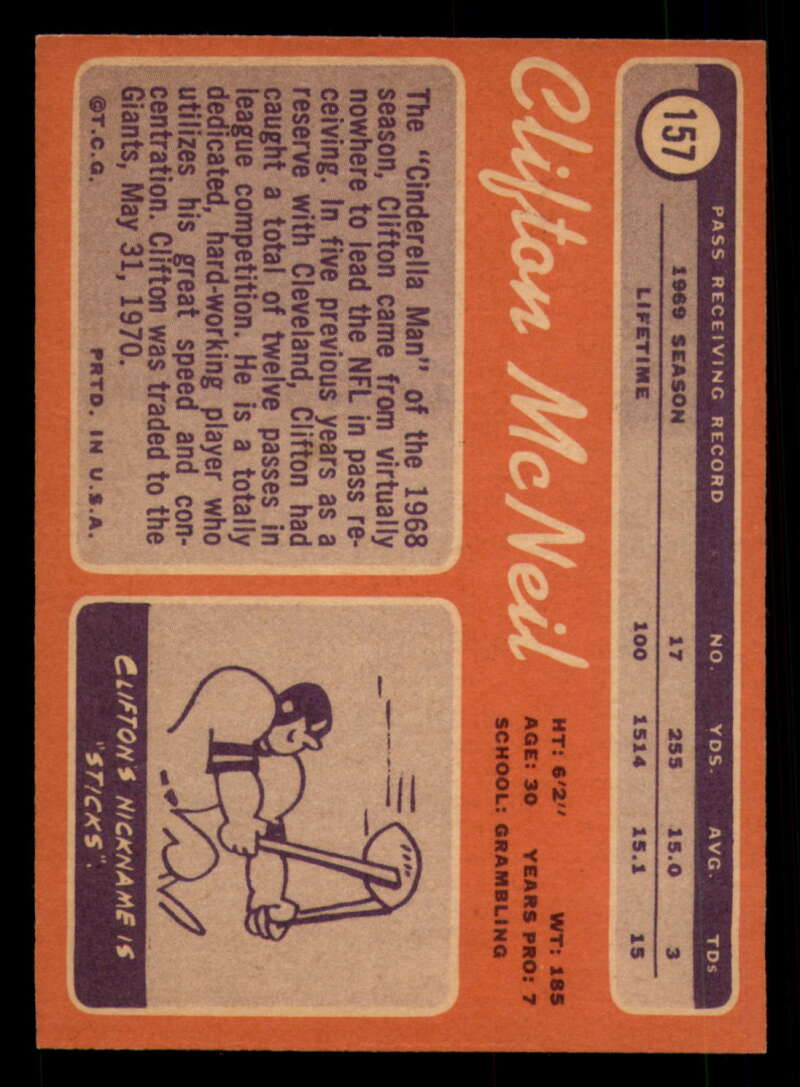 157
PASS RECEIVING RECORD NO. YDS. AVG. TDs
1969 SEASON 17 255 15.0 3
LIFETIME 100 1514 15.1 15
Clifton McNeil
HT: 6'2" WT: 185
AGE: 30 YEARS PRO: 7
SCHOOL: GRAMBLING
The "Cinderella Man" of the 1968
season, Clifton came from virtually
nowhere to lead the NFL in pass re-
ceiving. In five previous years as a
reserve with Cleveland, Clifton had
caught a total of twelve passes in
league competition. He is a totally
dedicated, hard-working player who
utilizes his great speed and con-
centration. Clifton was traded to the
Giants, May 31, 1970.
©T.C.G. PRTD. IN U.S.A.
CLIFTON'S NICKNAME IS
"STICKS".